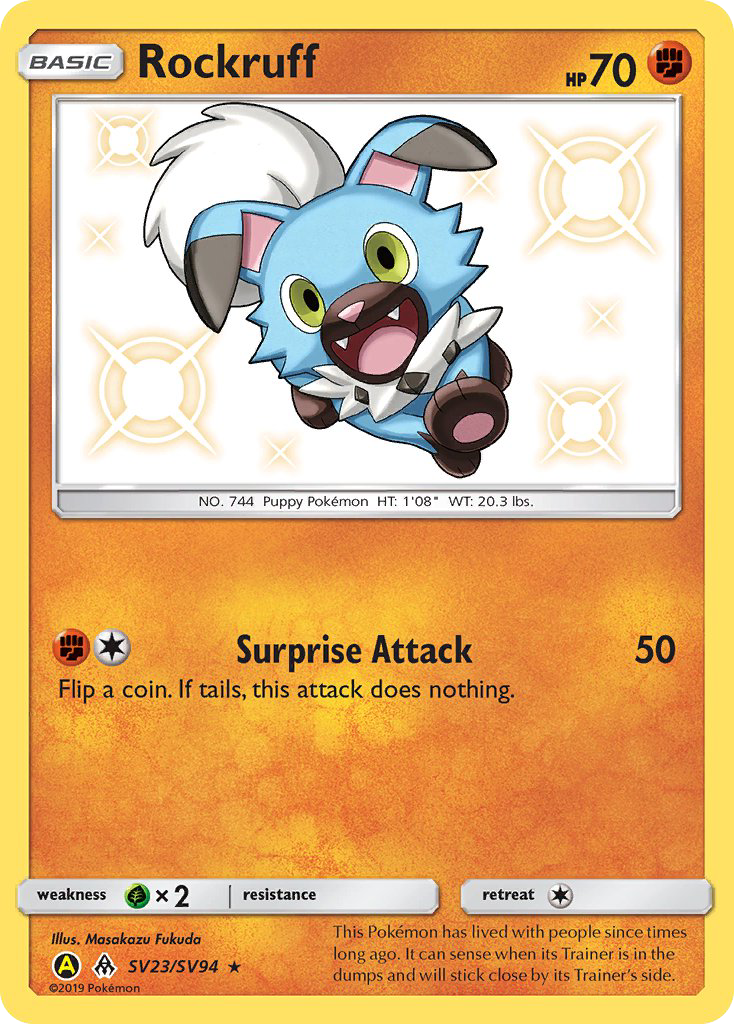 BASIC Rockruff HP 70
NO. 744 Puppy Pokémon HT: 1'08" WT: 20.3 lbs.
Surprise Attack 50
Flip a coin. If tails, this attack does nothing.
weakness × 2 resistance retreat
Illus. Masakazu Fukuda
A SV23/SV94 ★
©2019 Pokémon
This Pokémon has lived with people since times
long ago. It can sense when its Trainer is in the
dumps and will stick close by its Trainer's side.